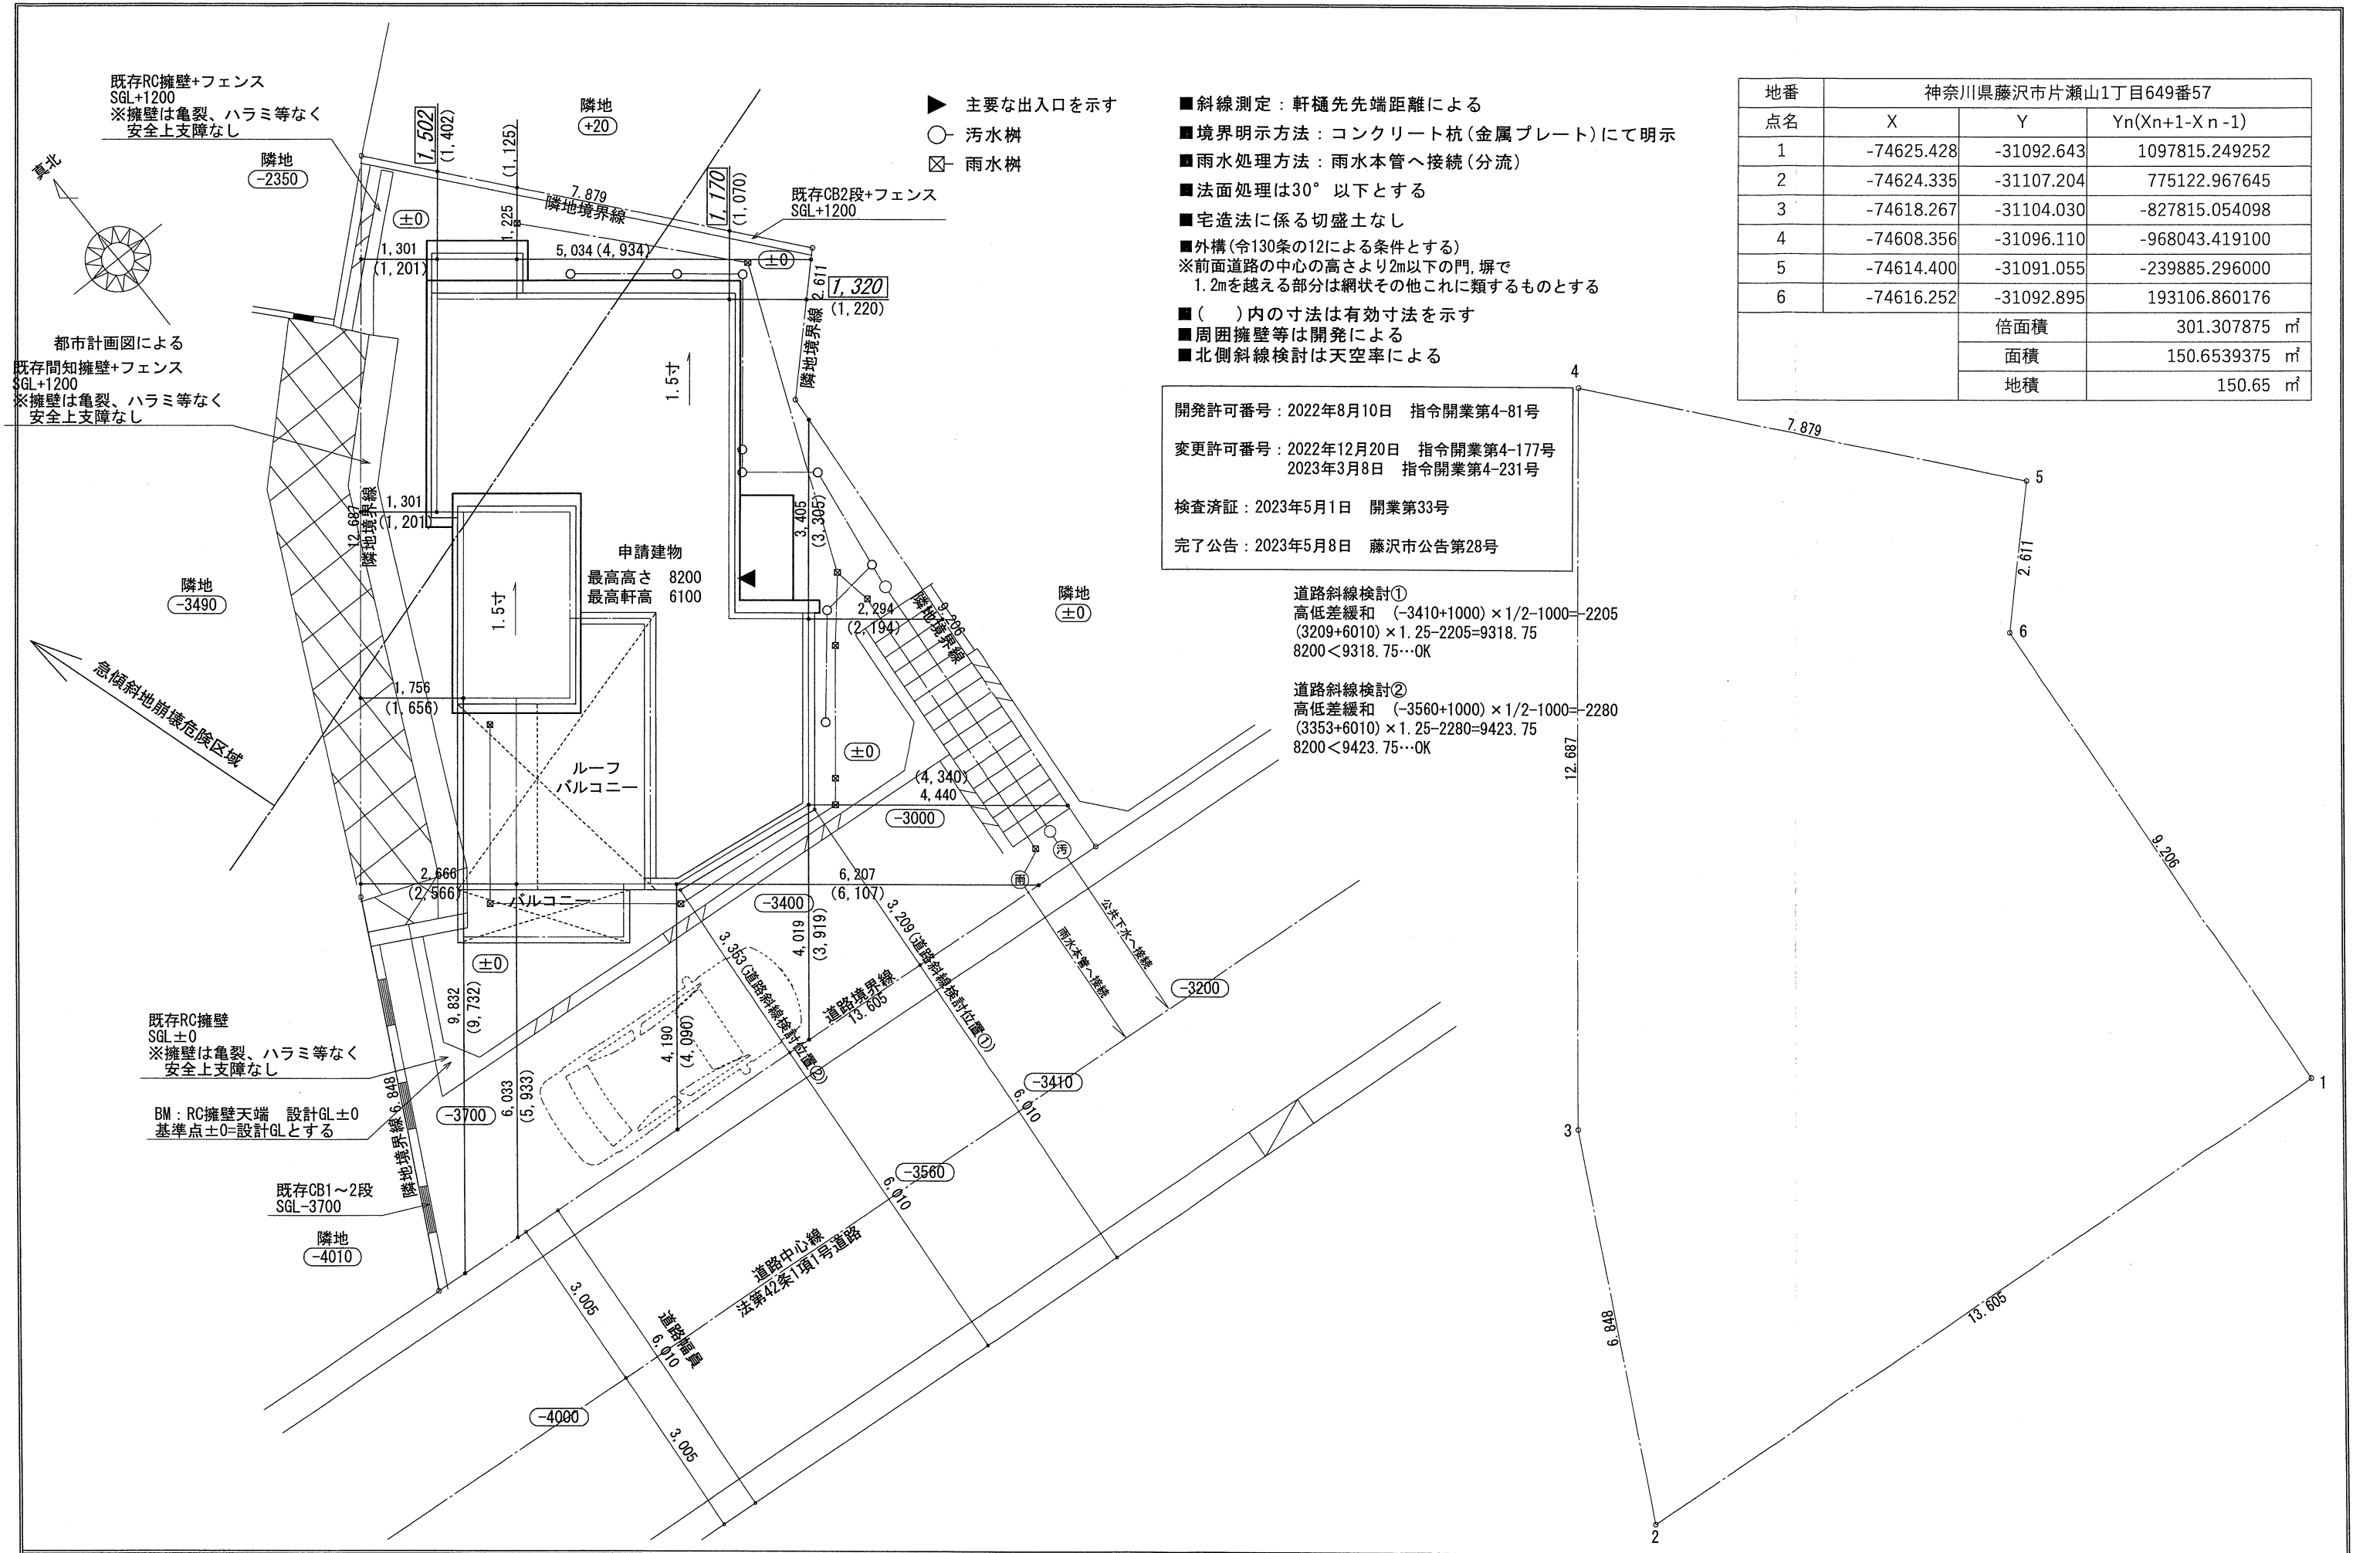 既存RC擁壁+フェンス
SGL+1200
※擁壁は亀裂、ハラミ等なく
安全上支障なし
隣地
-2350
真北
都市計画図による
既存間知擁壁+フェンス
SGL+1200
※擁壁は亀裂、ハラミ等なく
安全上支障なし
隣地
+20
1,502
(1,402)
(1,125)
1,225
7.879
隣地境界線
1,170
(1,070)
既存CB2段+フェンス
SGL+1200
±0
1,301
(1,201)
5,034(4,934)
±0
2.611
隣地境界線
1,320
(1,220)
1.5寸
12.687
隣地境界線
1,301
(1,201)
申請建物
最高高さ 8200
最高軒高 6100
1.5寸
3,405
(3,305)
2,294
(2,194)
9.206
隣地境界線
隣地
±0
隣地
-3490
急傾斜地崩壊危険区域
1,756
(1,656)
ルーフ
バルコニー
±0
(4,340)
4,440
-3000
2,666
(2,566)
バルコニー
6,207
(6,107)
-3400
汚
雨
公共下水へ接続
雨水本管へ接続
4,019
(3,919)
3,353(道路斜線検討位置②)
3,209(道路斜線検討位置①)
道路境界線
13.605
±0
9,832
(9,732)
6,033
(5,933)
4,190
(4,090)
-3700
既存RC擁壁
SGL±0
※擁壁は亀裂、ハラミ等なく
安全上支障なし
BM：RC擁壁天端 設計GL±0
基準点±0=設計GLとする
隣地境界線 6.848
既存CB1～2段
SGL-3700
隣地
-4010
-3200
-3410
-3560
-4000
6,010
6,010
道路中心線
法第42条1項1号道路
道路幅員
6,010
3,005
3,005
主要な出入口を示す
汚水桝
雨水桝
■斜線測定：軒樋先先端距離による
■境界明示方法：コンクリート杭(金属プレート)にて明示
■雨水処理方法：雨水本管へ接続(分流)
■法面処理は30°以下とする
■宅造法に係る切盛土なし
■外構(令130条の12による条件とする)
※前面道路の中心の高さより2m以下の門,塀で
1.2mを越える部分は網状その他これに類するものとする
■( )内の寸法は有効寸法を示す
■周囲擁壁等は開発による
■北側斜線検討は天空率による
開発許可番号：2022年8月10日 指令開業第4-81号
変更許可番号：2022年12月20日 指令開業第4-177号
2023年3月8日 指令開業第4-231号
検査済証：2023年5月1日 開業第33号
完了公告：2023年5月8日 藤沢市公告第28号
道路斜線検討①
高低差緩和 (-3410+1000)×1/2-1000=-2205
(3209+6010)×1.25-2205=9318.75
8200＜9318.75…OK
道路斜線検討②
高低差緩和 (-3560+1000)×1/2-1000=-2280
(3353+6010)×1.25-2280=9423.75
8200＜9423.75…OK
地番 神奈川県藤沢市片瀬山1丁目649番57
点名 X Y Yn(Xn+1-Xn-1)
1 -74625.428 -31092.643 1097815.249252
2 -74624.335 -31107.204 775122.967645
3 -74618.267 -31104.030 -827815.054098
4 -74608.356 -31096.110 -968043.419100
5 -74614.400 -31091.055 -239885.296000
6 -74616.252 -31092.895 193106.860176
倍面積 301.307875 ㎡
面積 150.6539375 ㎡
地積 150.65 ㎡
4
7.879
5
2.611
6
12.687
9.206
3
1
6.848
13.605
2